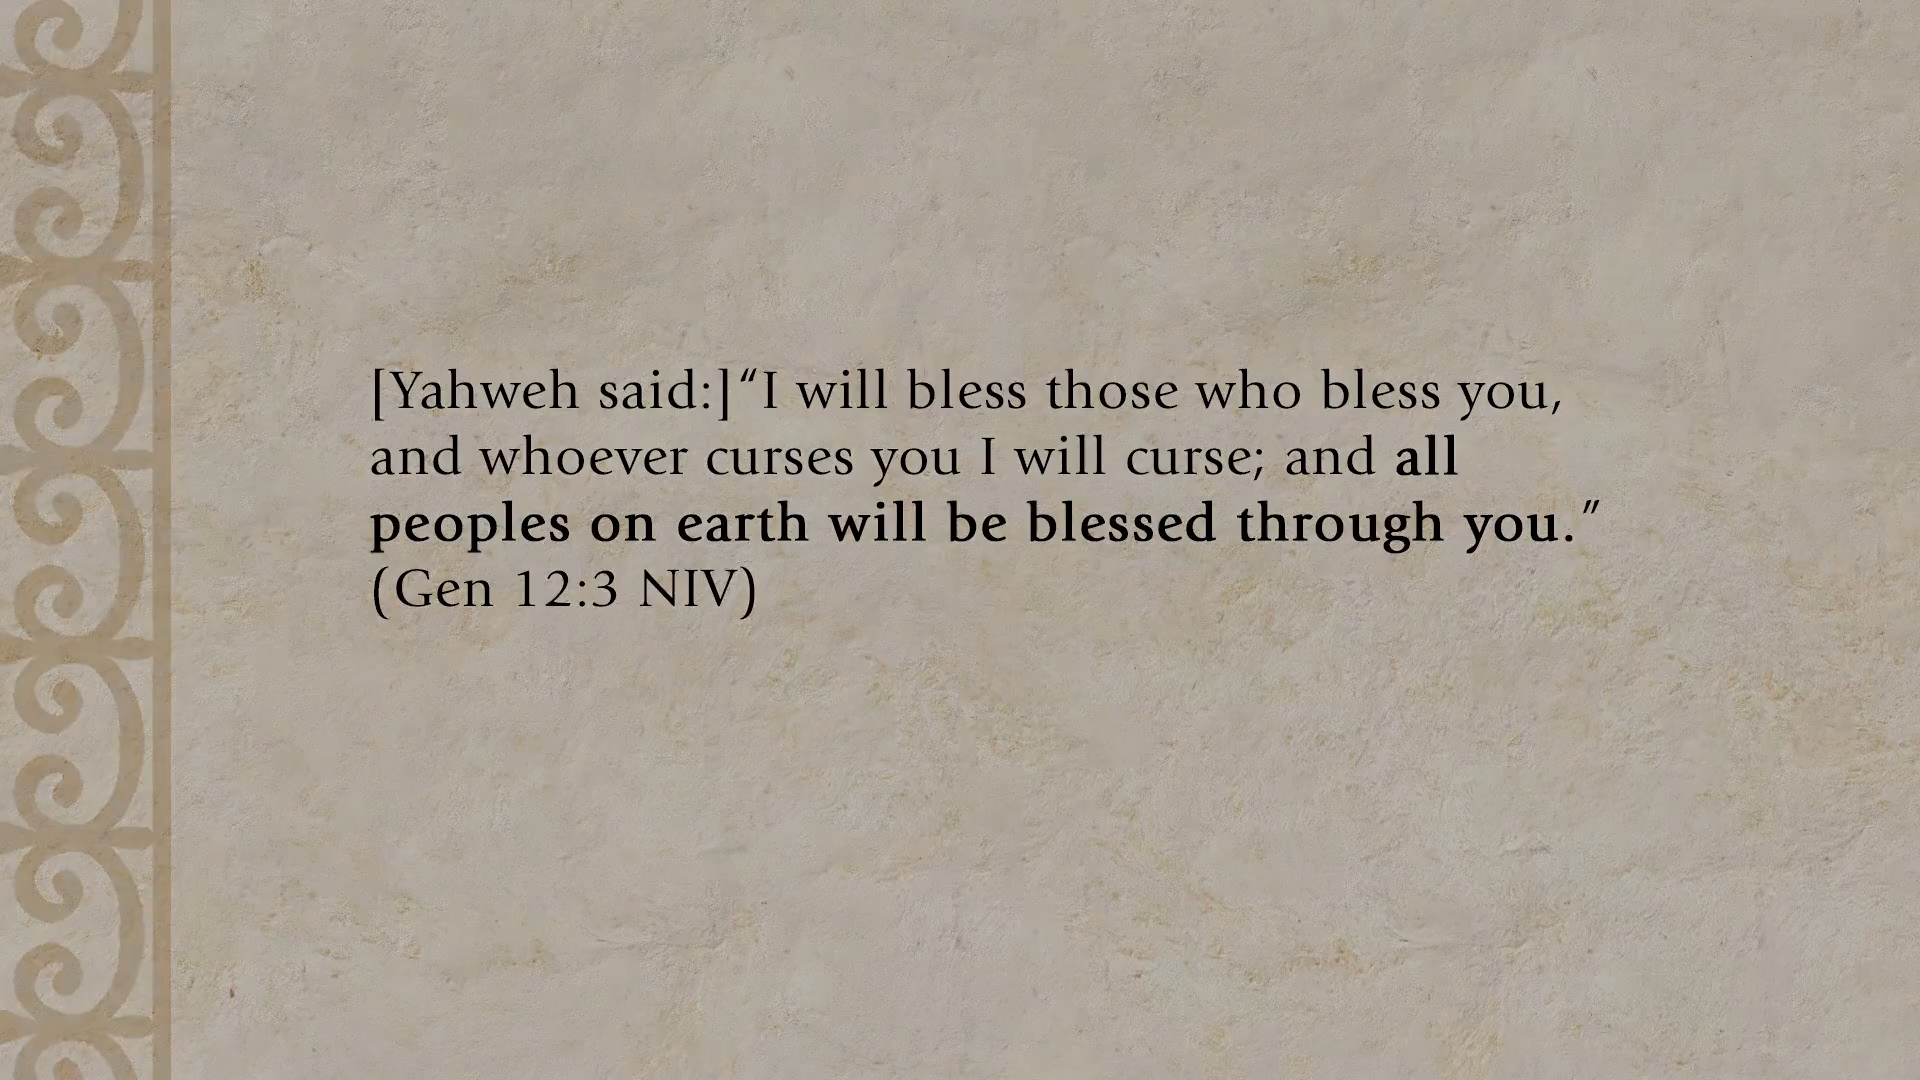 [Yahweh said:]“I will bless those who bless you,
and whoever curses you I will curse; and all
peoples on earth will be blessed through you.”
(Gen 12:3 NIV)